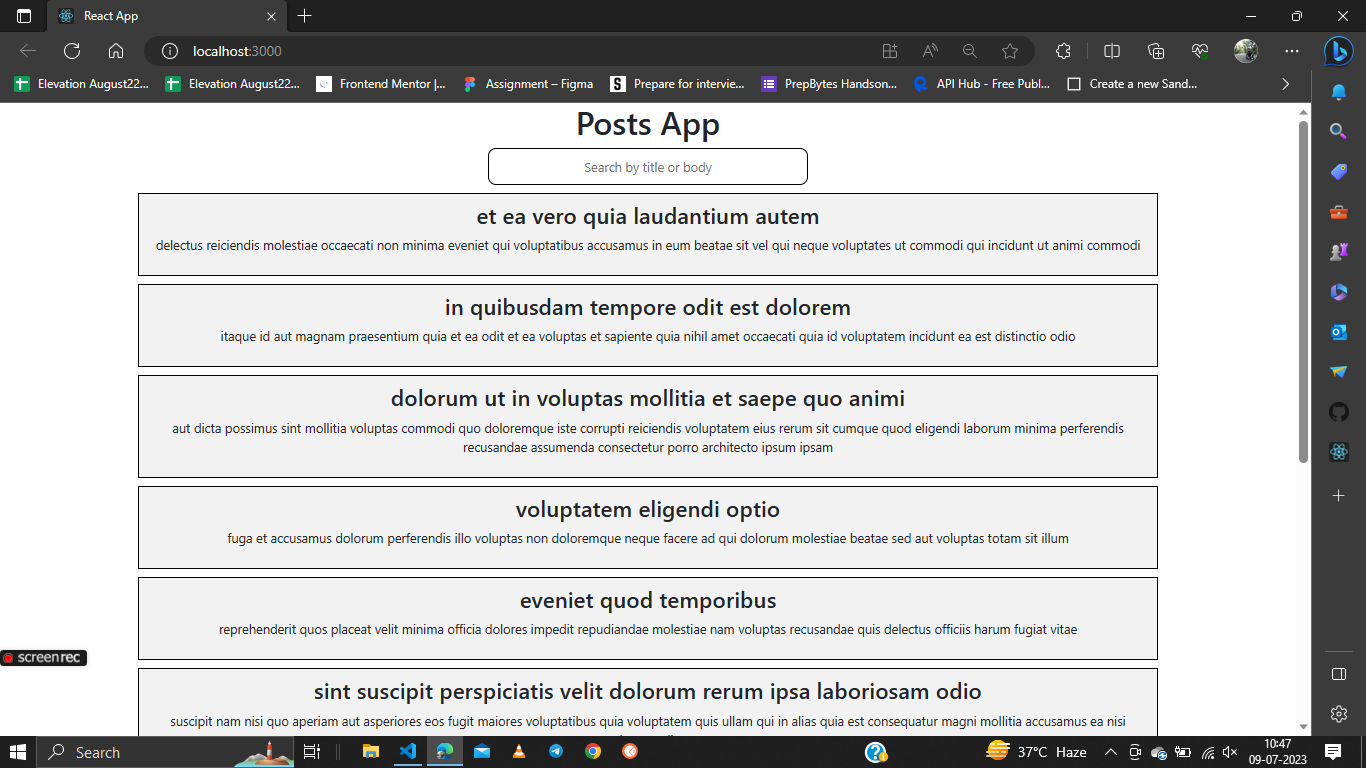 React App
localhost:3000
Elevation August22...
Elevation August22...
Frontend Mentor |...
Assignment – Figma
Prepare for intervie...
PrepBytes Handson...
API Hub - Free Publ...
Create a new Sand...
Posts App
Search by title or body
et ea vero quia laudantium autem
delectus reiciendis molestiae occaecati non minima eveniet qui voluptatibus accusamus in eum beatae sit vel qui neque voluptates ut commodi qui incidunt ut animi commodi
in quibusdam tempore odit est dolorem
itaque id aut magnam praesentium quia et ea odit et ea voluptas et sapiente quia nihil amet occaecati quia id voluptatem incidunt ea est distinctio odio
dolorum ut in voluptas mollitia et saepe quo animi
aut dicta possimus sint mollitia voluptas commodi quo doloremque iste corrupti reiciendis voluptatem eius rerum sit cumque quod eligendi laborum minima perferendis
recusandae assumenda consectetur porro architecto ipsum ipsam
voluptatem eligendi optio
fuga et accusamus dolorum perferendis illo voluptas non doloremque neque facere ad qui dolorum molestiae beatae sed aut voluptas totam sit illum
eveniet quod temporibus
reprehenderit quos placeat velit minima officia dolores impedit repudiandae molestiae nam voluptas recusandae quis delectus officiis harum fugiat vitae
screenrec
sint suscipit perspiciatis velit dolorum rerum ipsa laboriosam odio
suscipit nam nisi quo aperiam aut asperiores eos fugit maiores voluptatibus quia voluptatem quis ullam qui in alias quia est consequatur magni mollitia accusamus ea nisi
Search
37°C Haze
10:47
09-07-2023